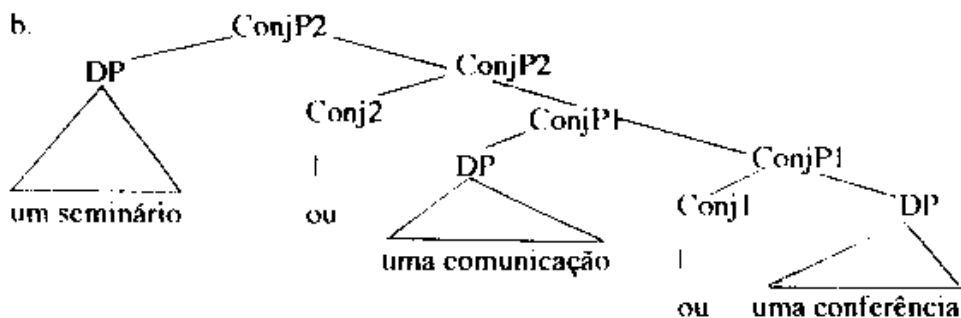 b. ConjP2
DP ConjP2
Conj2 ConjP1
DP ConjP1
um seminário ou Conj1 DP
uma comunicação
ou uma conferência